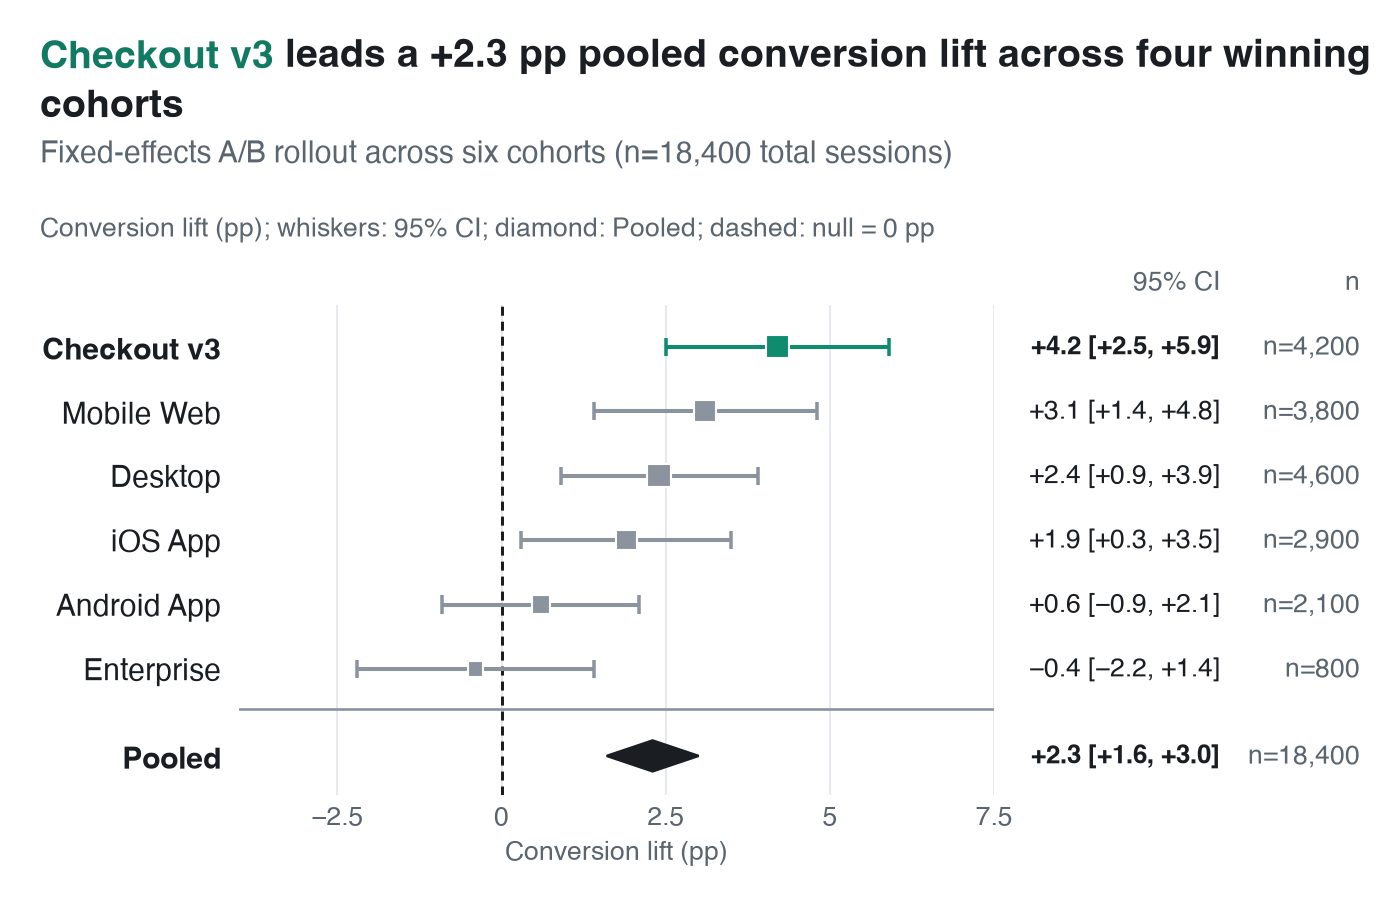 Checkout v3 leads a +2.3 pp pooled conversion lift across four winning
cohorts
Fixed-effects A/B rollout across six cohorts (n=18,400 total sessions)
Conversion lift (pp); whiskers: 95% CI; diamond: Pooled; dashed: null = 0 pp
95% CI n
Checkout v3 +4.2 [+2.5, +5.9] n=4,200
Mobile Web +3.1 [+1.4, +4.8] n=3,800
Desktop +2.4 [+0.9, +3.9] n=4,600
iOS App +1.9 [+0.3, +3.5] n=2,900
Android App +0.6 [−0.9, +2.1] n=2,100
Enterprise −0.4 [−2.2, +1.4] n=800
Pooled +2.3 [+1.6, +3.0] n=18,400
−2.5 0 2.5 5 7.5
Conversion lift (pp)